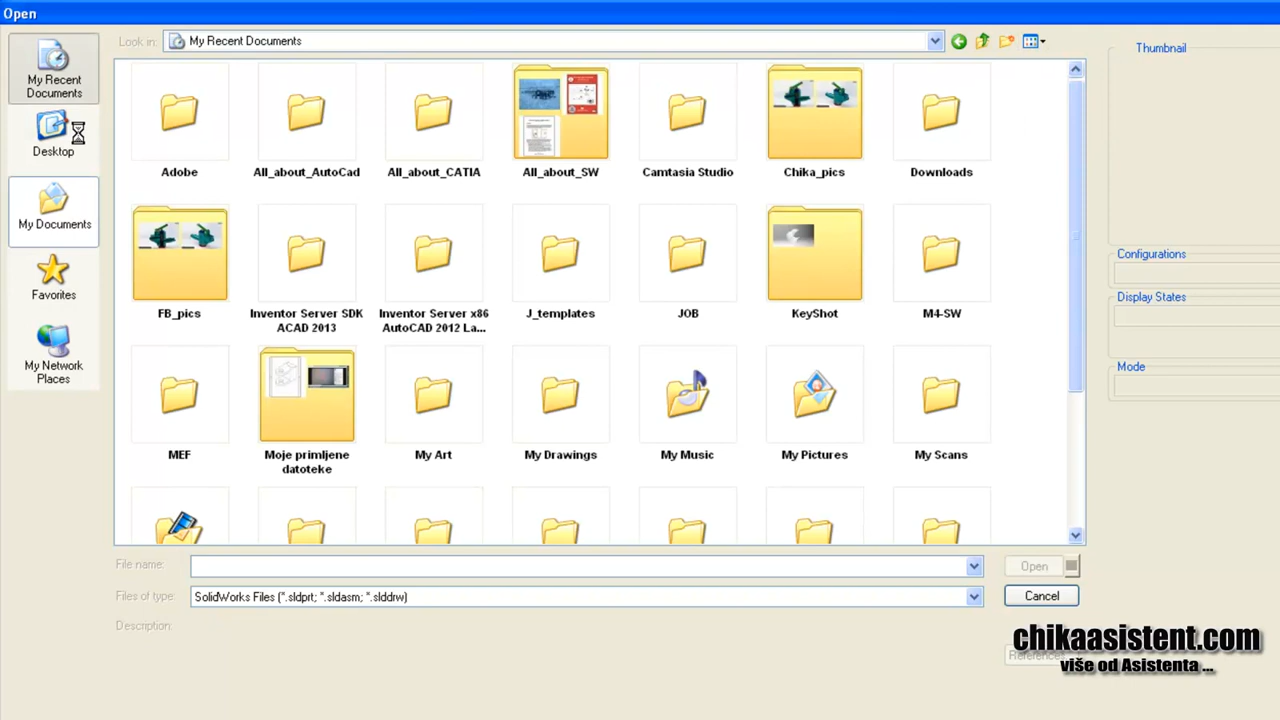 Open
Look in:
My Recent Documents
Thumbnail
My Recent
Documents
Desktop
My Documents
Favorites
My Network
Places
Adobe
All_about_AutoCad
All_about_CATIA
All_about_SW
Camtasia Studio
Chika_pics
Downloads
FB_pics
Inventor Server SDK
ACAD 2013
Inventor Server x86
AutoCAD 2012 La...
J_templates
JOB
KeyShot
M4-SW
MEF
Moje primljene
datoteke
My Art
My Drawings
My Music
My Pictures
My Scans
Configurations
Display States
Mode
File name:
Open
Files of type:
SolidWorks Files (*.sldprt; *.sldasm; *.slddrw)
Cancel
Description:
References...
chikaasistent.com
više od Asistenta ...